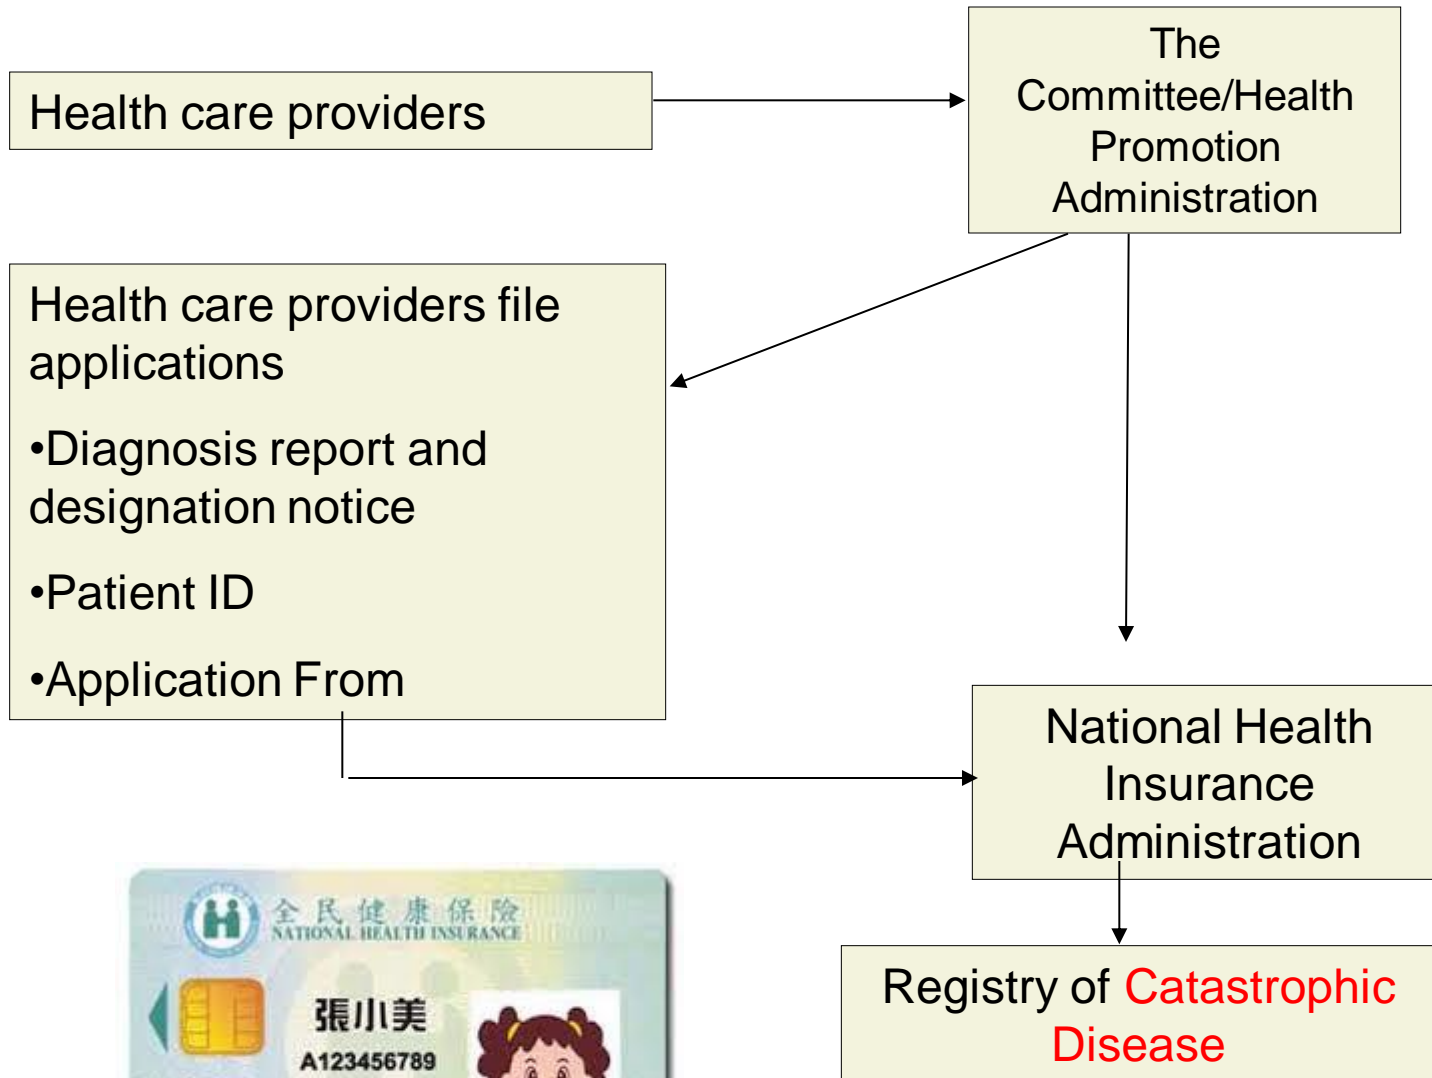 Health care providers
The
Committee/Health
Promotion
Administration
Health care providers file
applications
•Diagnosis report and
designation notice
•Patient ID
•Application From
National Health
Insurance
Administration
Registry of Catastrophic
Disease
全民健康保險
NATIONAL HEALTH INSURANCE
張小美
A123456789